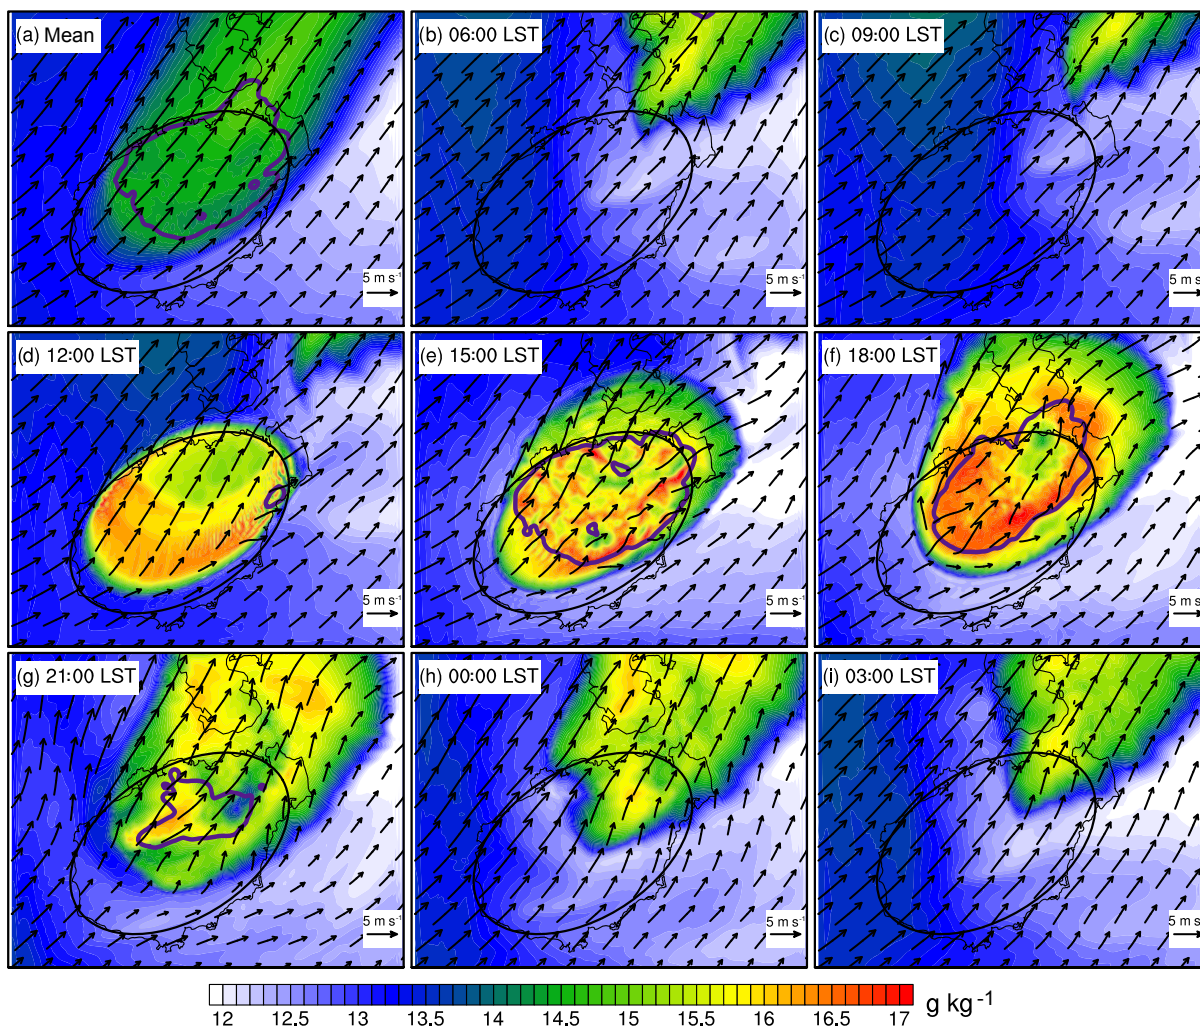 (a) Mean
(b) 06:00 LST
(c) 09:00 LST
5 m s⁻¹
5 m s⁻¹
5 m s⁻¹
(d) 12:00 LST
(e) 15:00 LST
(f) 18:00 LST
5 m s⁻¹
5 m s⁻¹
5 m s⁻¹
(g) 21:00 LST
(h) 00:00 LST
(i) 03:00 LST
5 m s⁻¹
5 m s⁻¹
5 m s⁻¹
12 12.5 13 13.5 14 14.5 15 15.5 16 16.5 17 g kg⁻¹